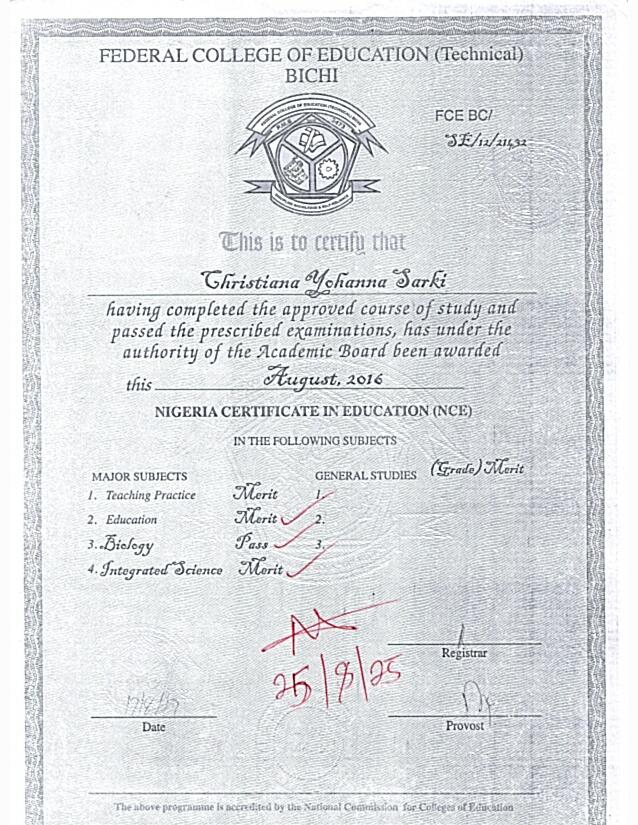 FEDERAL COLLEGE OF EDUCATION (Technical)
BICHI
FCE BC/
SE/12/21432
This is to certify that
Christiana Yohanna Sarki
having completed the approved course of study and
passed the prescribed examinations, has under the
authority of the Academic Board been awarded
this August, 2016
NIGERIA CERTIFICATE IN EDUCATION (NCE)
IN THE FOLLOWING SUBJECTS
MAJOR SUBJECTS GENERAL STUDIES (Grade) Merit
1. Teaching Practice Merit 1.
2. Education Merit 2.
3. Biology Pass 3.
4. Integrated Science Merit
25/8/25
Registrar
Date Provost
The above programme is accredited by the National Commission for Colleges of Education